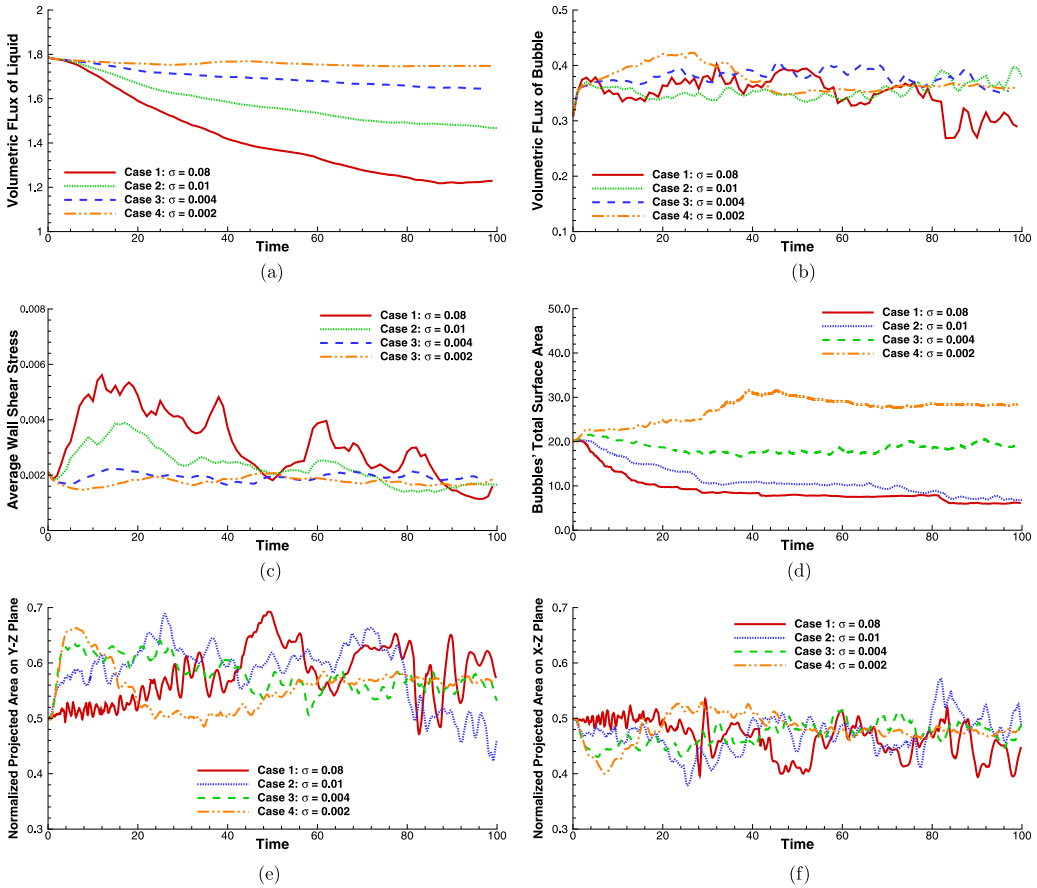 Volumetric FLux of Liquid
2
1.8
1.6
1.4
1.2
1
Case 1: σ = 0.08
Case 2: σ = 0.01
Case 3: σ = 0.004
Case 4: σ = 0.002
0 20 40 60 80 100
Time
(a)
Volumetric FLux of Bubble
0.5
0.4
0.3
0.2
0.1
Case 1: σ = 0.08
Case 2: σ = 0.01
Case 3: σ = 0.004
Case 4: σ = 0.002
0 20 40 60 80 100
Time
(b)
Average Wall Shear Stress
0.008
0.006
0.004
0.002
0
Case 1: σ = 0.08
Case 2: σ = 0.01
Case 3: σ = 0.004
Case 3: σ = 0.002
0 20 40 60 80 100
Time
(c)
Bubbles' Total Surface Area
50.0
40.0
30.0
20.0
10.0
0.0
Case 1: σ = 0.08
Case 2: σ = 0.01
Case 3: σ = 0.004
Case 4: σ = 0.002
0 20 40 60 80 100
Time
(d)
Normalized Projected Area on Y-Z Plane
0.7
0.6
0.5
0.4
0.3
Case 1: σ = 0.08
Case 2: σ = 0.01
Case 3: σ = 0.004
Case 4: σ = 0.002
0 20 40 60 80 100
Time
(e)
Normalized Projected Area on X-Z Plane
0.7
0.6
0.5
0.4
0.3
Case 1: σ = 0.08
Case 2: σ = 0.01
Case 3: σ = 0.004
Case 4: σ = 0.002
0 20 40 60 80 100
Time
(f)